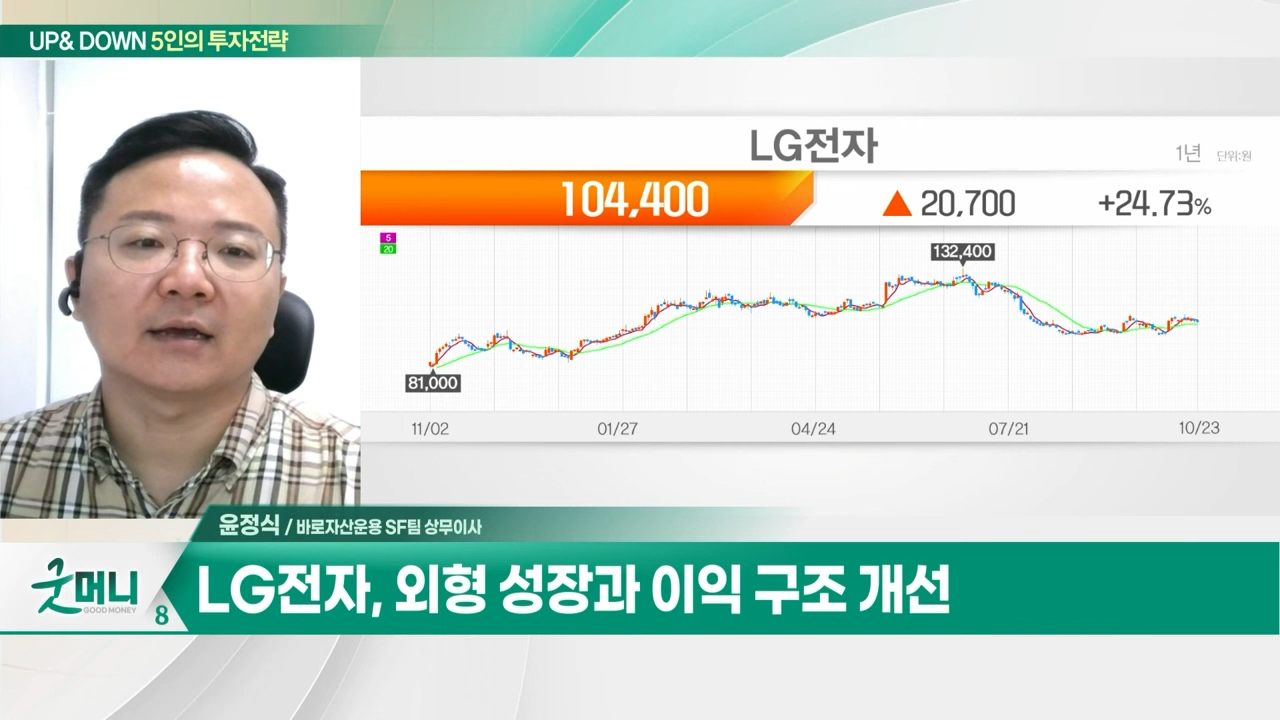 UP& DOWN 5인의 투자전략
LG전자
1년 단위:원
104,400 ▲ 20,700 +24.73%
5
20
132,400
81,000
11/02 01/27 04/24 07/21 10/23
윤정식 / 바로자산운용 SF팀 상무이사
굿머니
GOOD MONEY
8
LG전자, 외형 성장과 이익 구조 개선